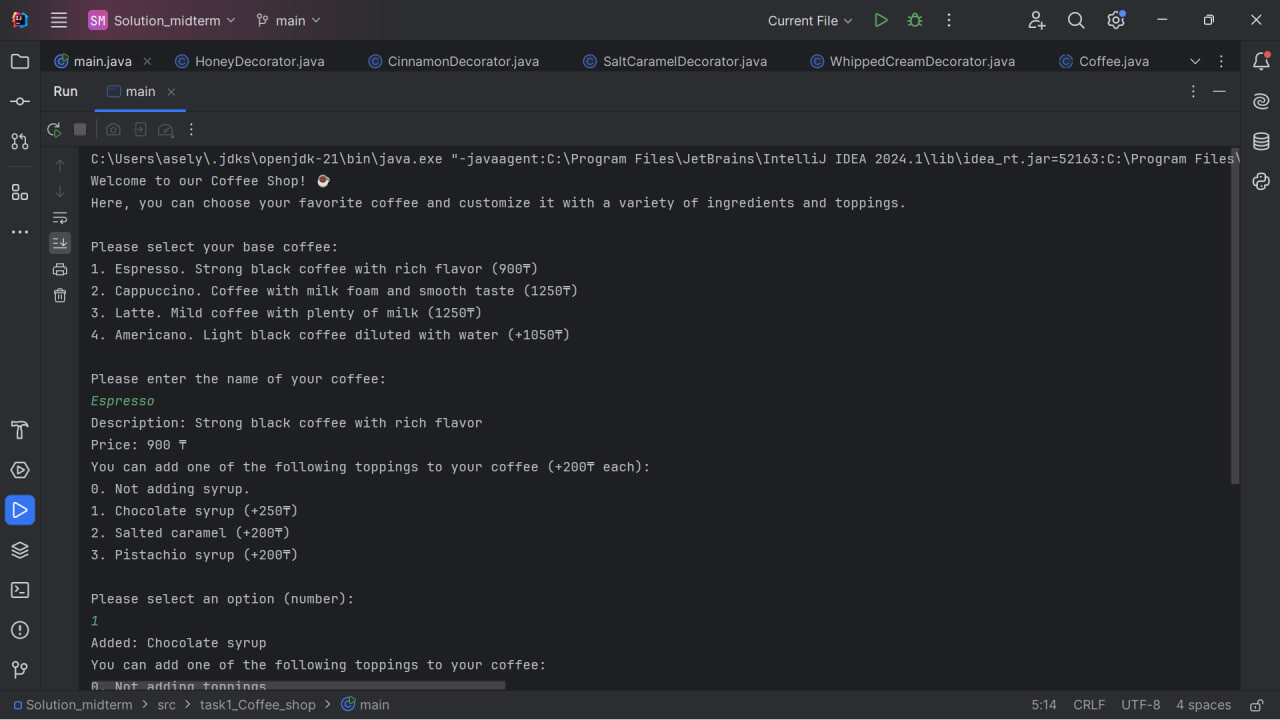 SM Solution_midterm main Current File
main.java HoneyDecorator.java CinnamonDecorator.java SaltCaramelDecorator.java WhippedCreamDecorator.java Coffee.java
Run main
C:\Users\asely\.jdks\openjdk-21\bin\java.exe "-javaagent:C:\Program Files\JetBrains\IntelliJ IDEA 2024.1\lib\idea_rt.jar=52163:C:\Program Files\
Welcome to our Coffee Shop! ☕
Here, you can choose your favorite coffee and customize it with a variety of ingredients and toppings.
Please select your base coffee:
1. Espresso. Strong black coffee with rich flavor (900₸)
2. Cappuccino. Coffee with milk foam and smooth taste (1250₸)
3. Latte. Mild coffee with plenty of milk (1250₸)
4. Americano. Light black coffee diluted with water (+1050₸)
Please enter the name of your coffee:
Espresso
Description: Strong black coffee with rich flavor
Price: 900 ₸
You can add one of the following toppings to your coffee (+200₸ each):
0. Not adding syrup.
1. Chocolate syrup (+250₸)
2. Salted caramel (+200₸)
3. Pistachio syrup (+200₸)
Please select an option (number):
1
Added: Chocolate syrup
You can add one of the following toppings to your coffee:
0. Not adding toppings
Solution_midterm > src > task1_Coffee_shop > main 5:14 CRLF UTF-8 4 spaces